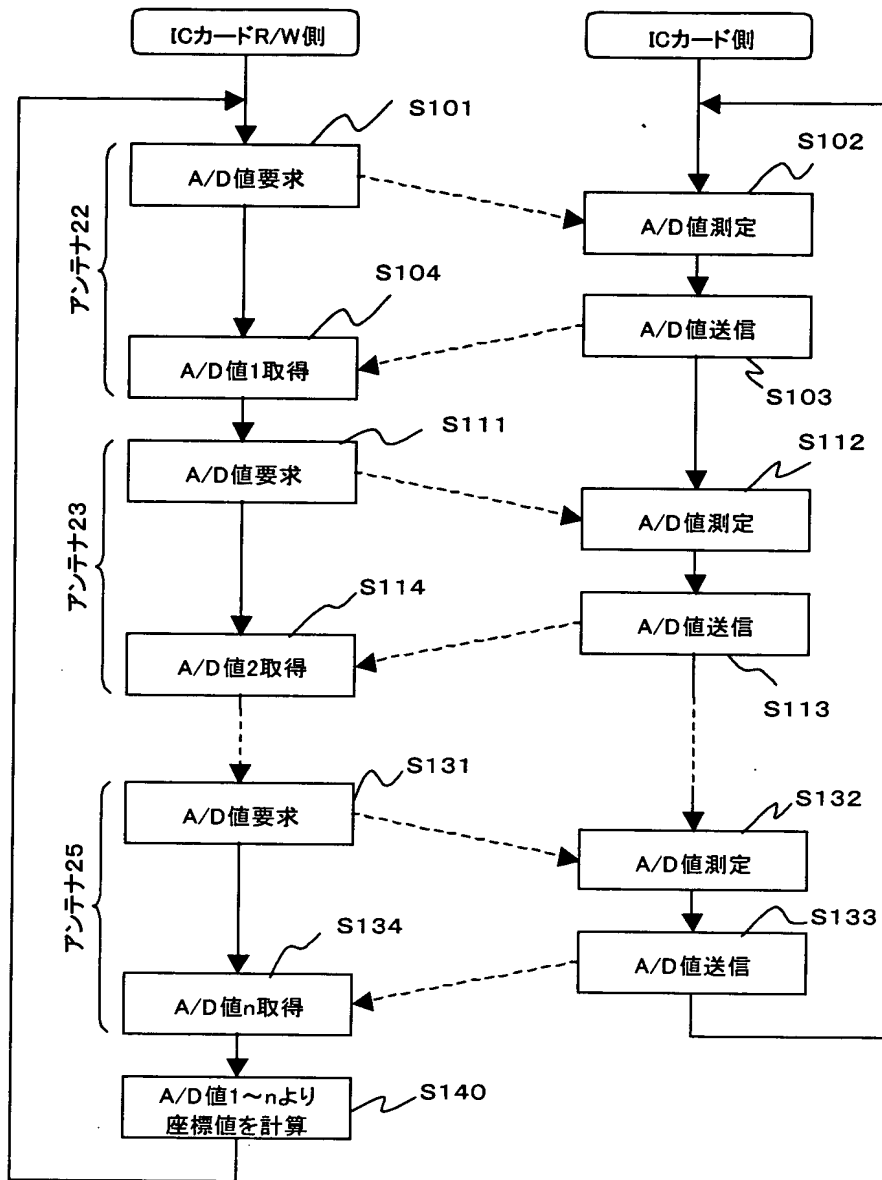 ICカードR/W側
ICカード側
S101
A/D値要求
S102
A/D値測定
アンテナ22
S104
A/D値1取得
A/D値送信
S103
S111
A/D値要求
S112
A/D値測定
アンテナ23
S114
A/D値2取得
A/D値送信
S113
S131
A/D値要求
S132
A/D値測定
アンテナ25
S134
A/D値n取得
S133
A/D値送信
A/D値1～nより
座標値を計算
S140